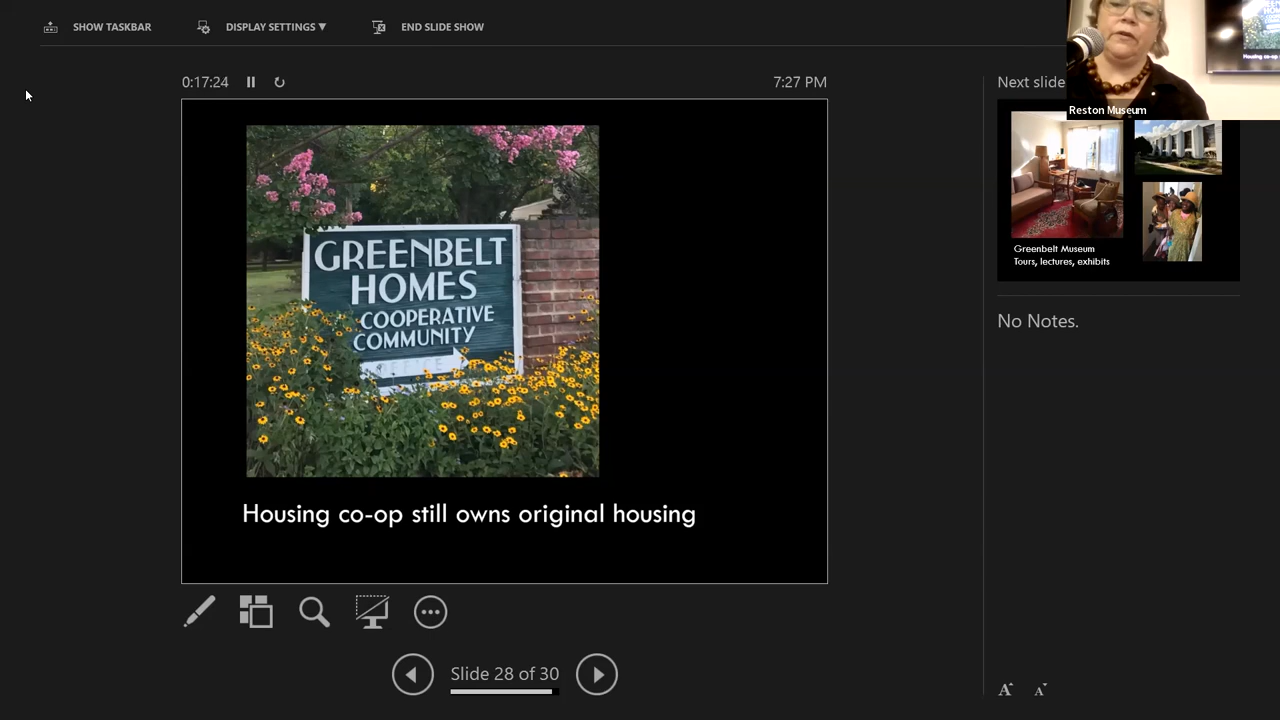 SHOW TASKBAR
DISPLAY SETTINGS ▼
END SLIDE SHOW
0:17:24
7:27 PM
Next slide
Reston Museum
GREENBELT
HOMES
COOPERATIVE
COMMUNITY
OFFICE
Greenbelt Museum
Tours, lectures, exhibits
No Notes.
Housing co-op still owns original housing
Slide 28 of 30
A A